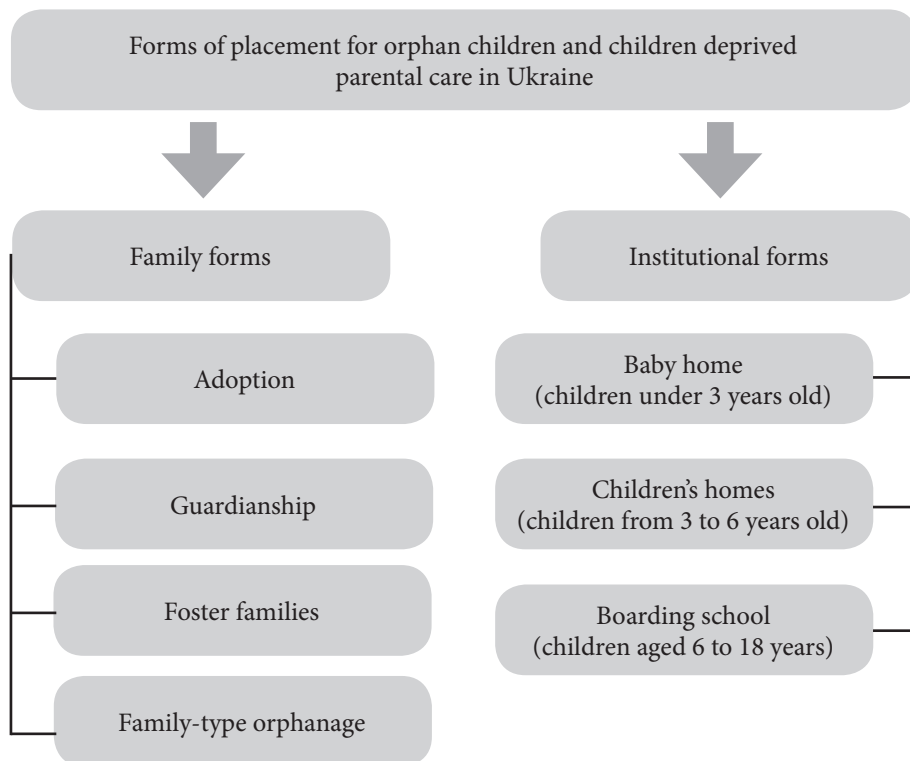 Forms of placement for orphan children and children deprived
parental care in Ukraine
Family forms
Adoption
Guardianship
Foster families
Family-type orphanage
Institutional forms
Baby home
(children under 3 years old)
Children's homes
(children from 3 to 6 years old)
Boarding school
(children aged 6 to 18 years)